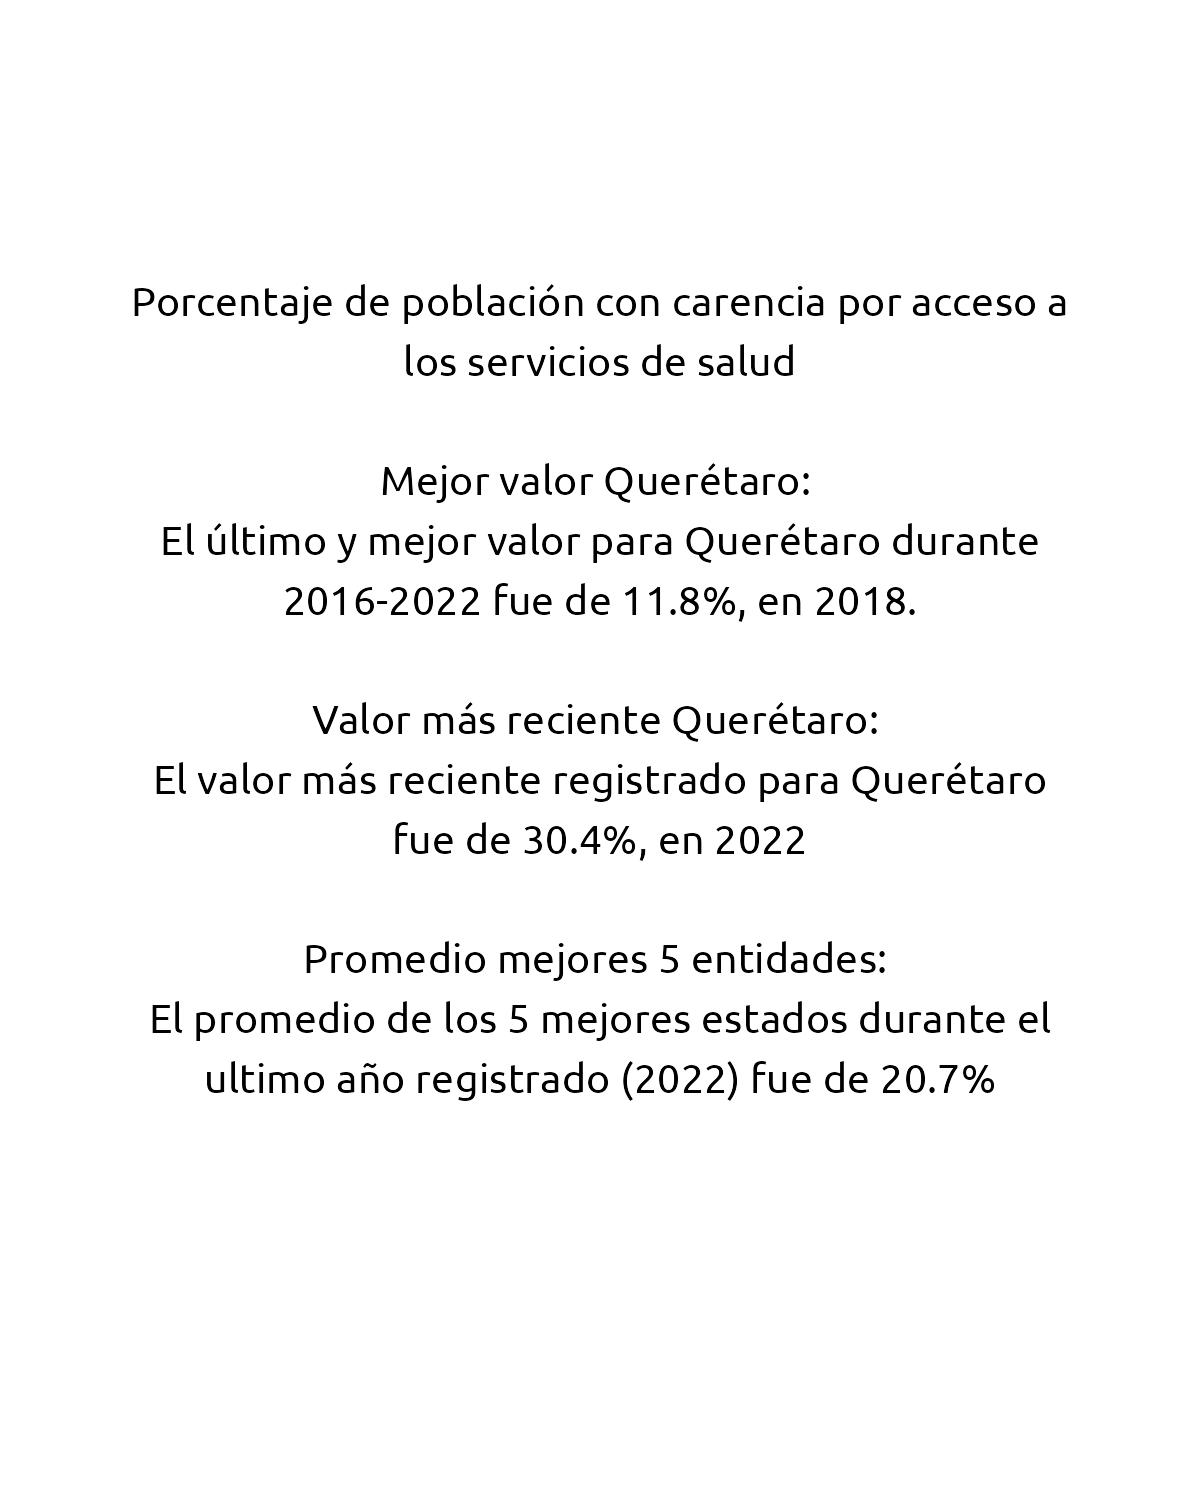 Porcentaje de población con carencia por acceso a
los servicios de salud
Mejor valor Querétaro:
El último y mejor valor para Querétaro durante
2016-2022 fue de 11.8%, en 2018.
Valor más reciente Querétaro:
El valor más reciente registrado para Querétaro
fue de 30.4%, en 2022
Promedio mejores 5 entidades:
El promedio de los 5 mejores estados durante el
ultimo año registrado (2022) fue de 20.7%